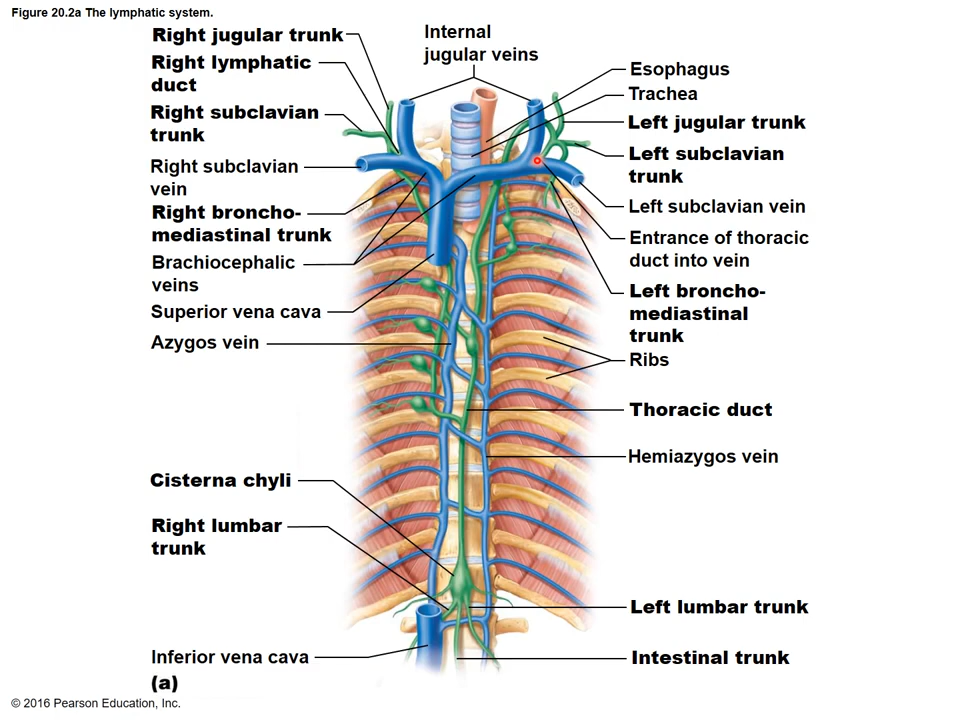 Figure 20.2a The lymphatic system.
Right jugular trunk
Right lymphatic
duct
Right subclavian
trunk
Right subclavian
vein
Right broncho-
mediastinal trunk
Brachiocephalic
veins
Superior vena cava
Azygos vein
Cisterna chyli
Right lumbar
trunk
Inferior vena cava
(a)
Internal
jugular veins
Esophagus
Trachea
Left jugular trunk
Left subclavian
trunk
Left subclavian vein
Entrance of thoracic
duct into vein
Left broncho-
mediastinal
trunk
Ribs
Thoracic duct
Hemiazygos vein
Left lumbar trunk
Intestinal trunk
© 2016 Pearson Education, Inc.